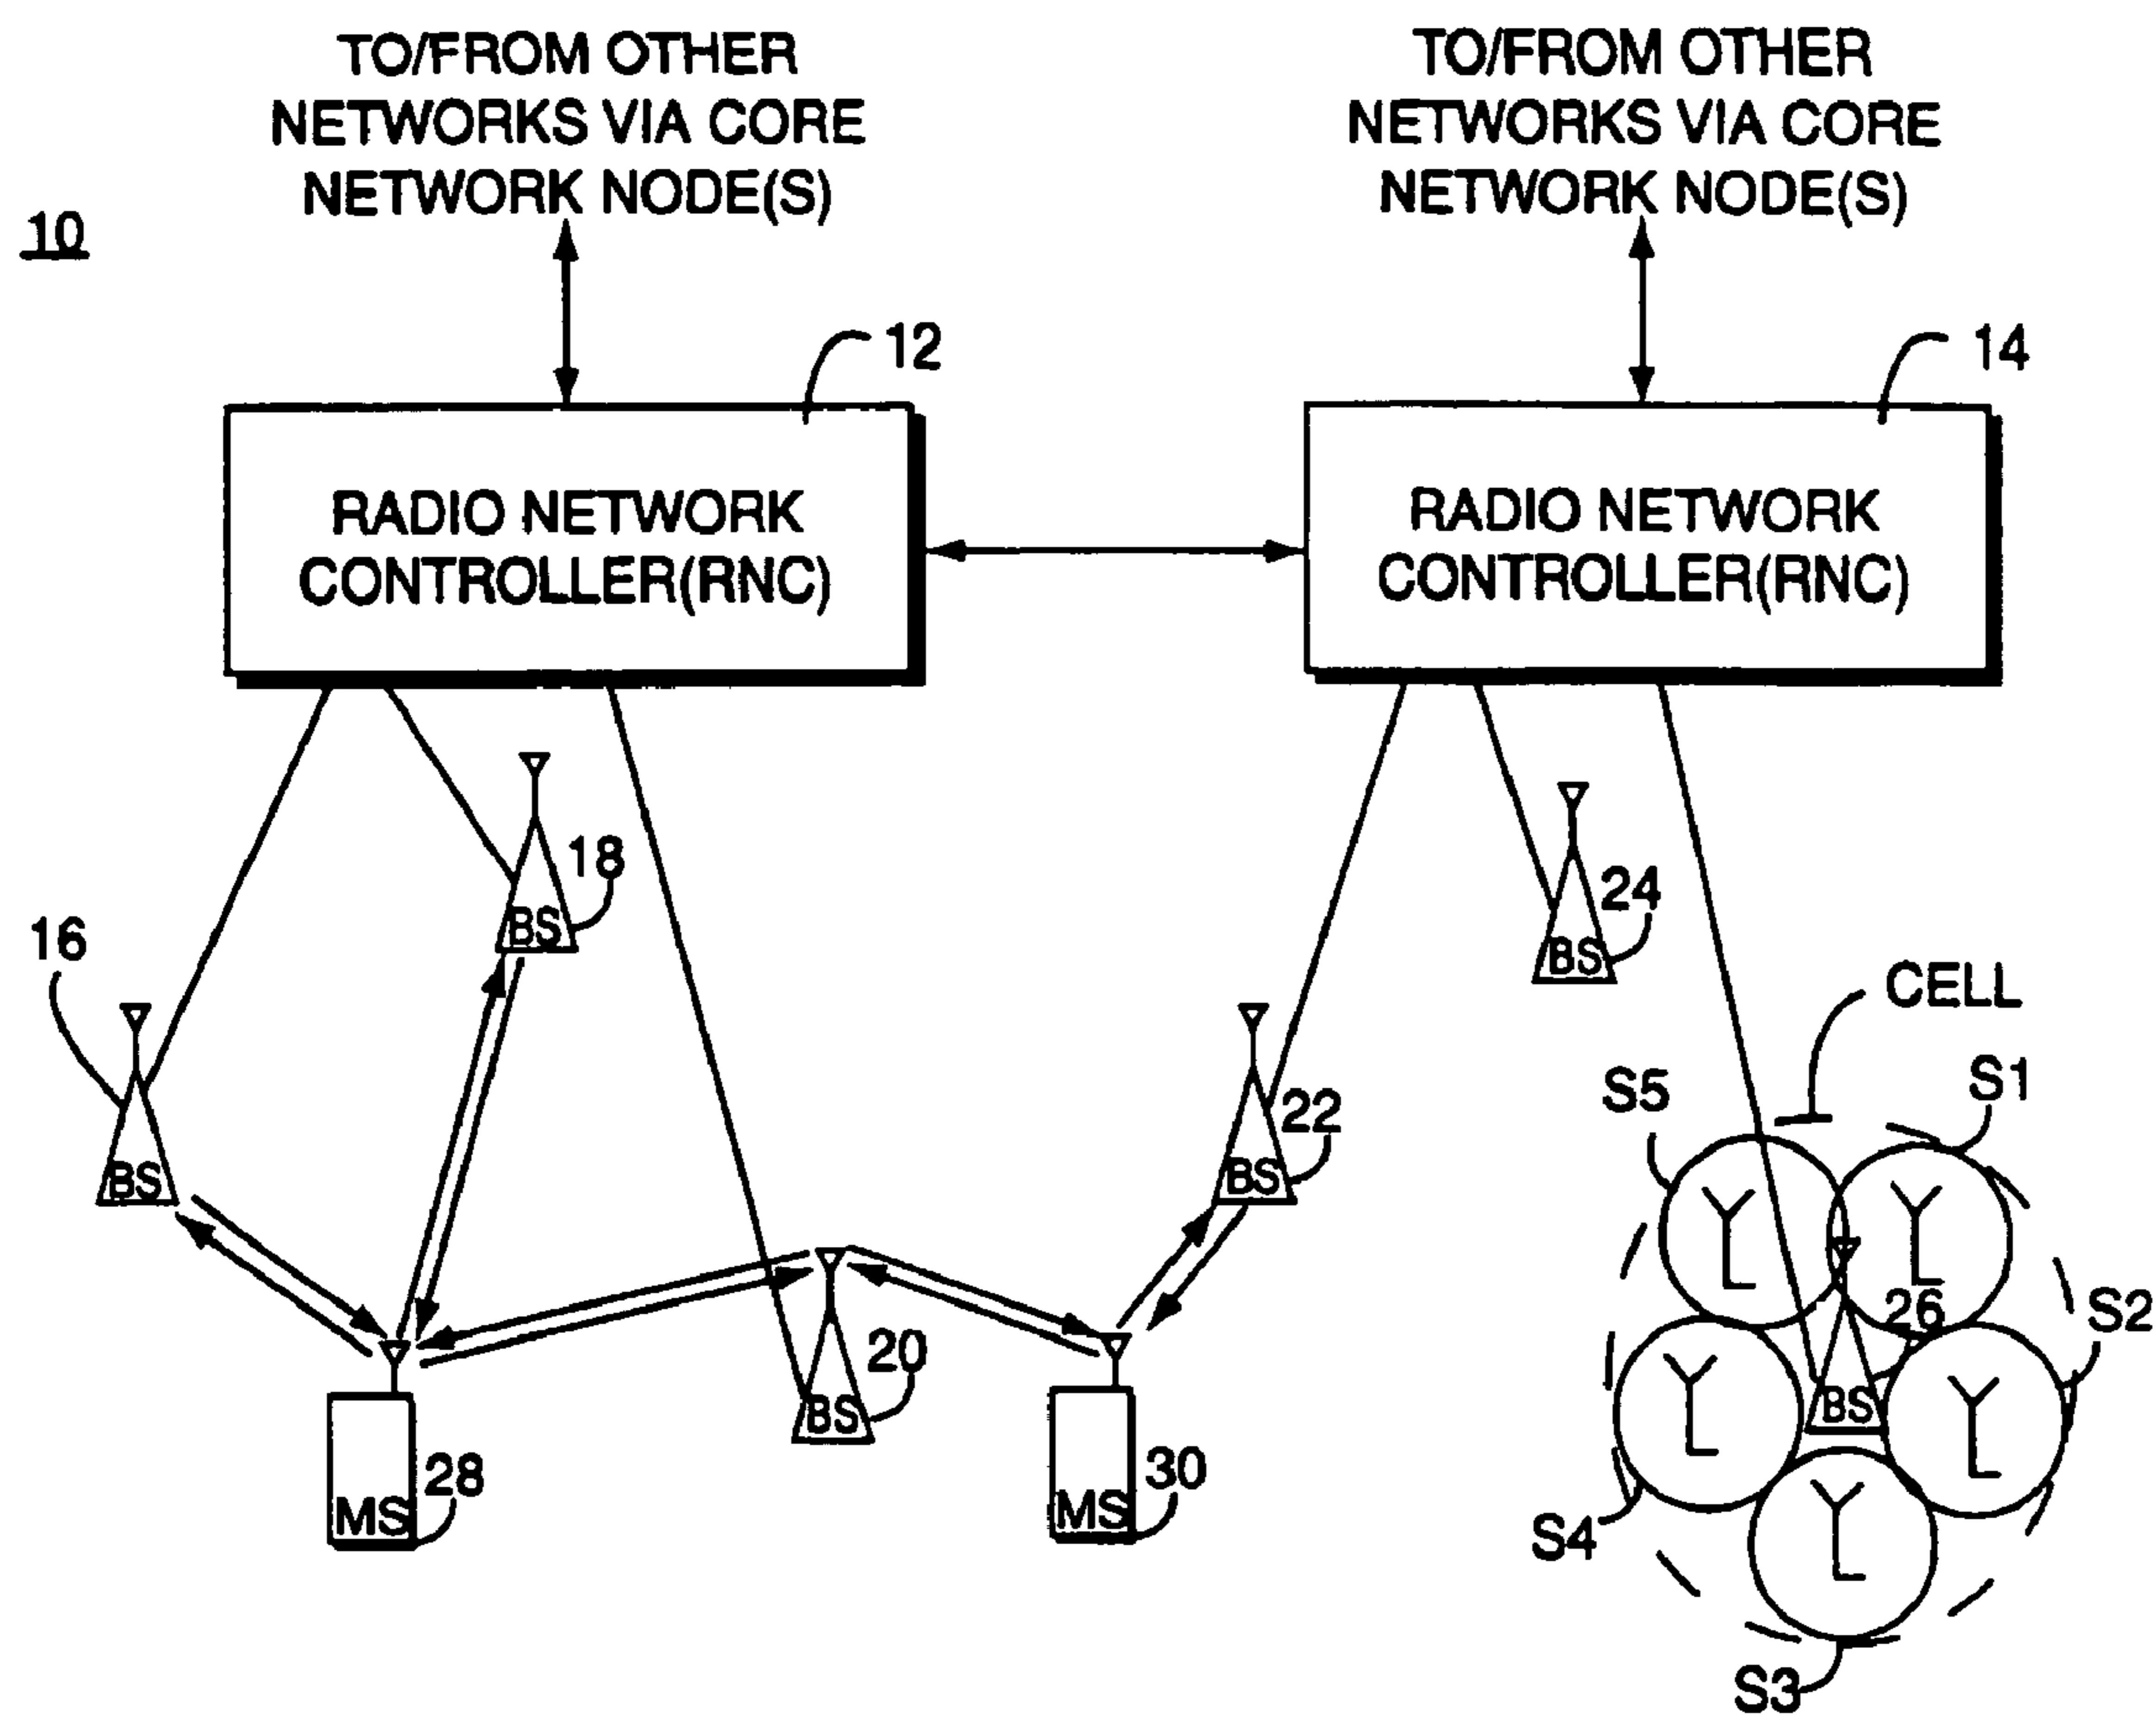 TO/FROM OTHER
NETWORKS VIA CORE
NETWORK NODE(S)
TO/FROM OTHER
NETWORKS VIA CORE
NETWORK NODE(S)
10
12
14
RADIO NETWORK
CONTROLLER(RNC)
RADIO NETWORK
CONTROLLER(RNC)
18
BS
24
BS
16
BS
CELL
22
BS
S5
S1
26
BS
S2
20
BS
28
MS
30
MS
S4
S3